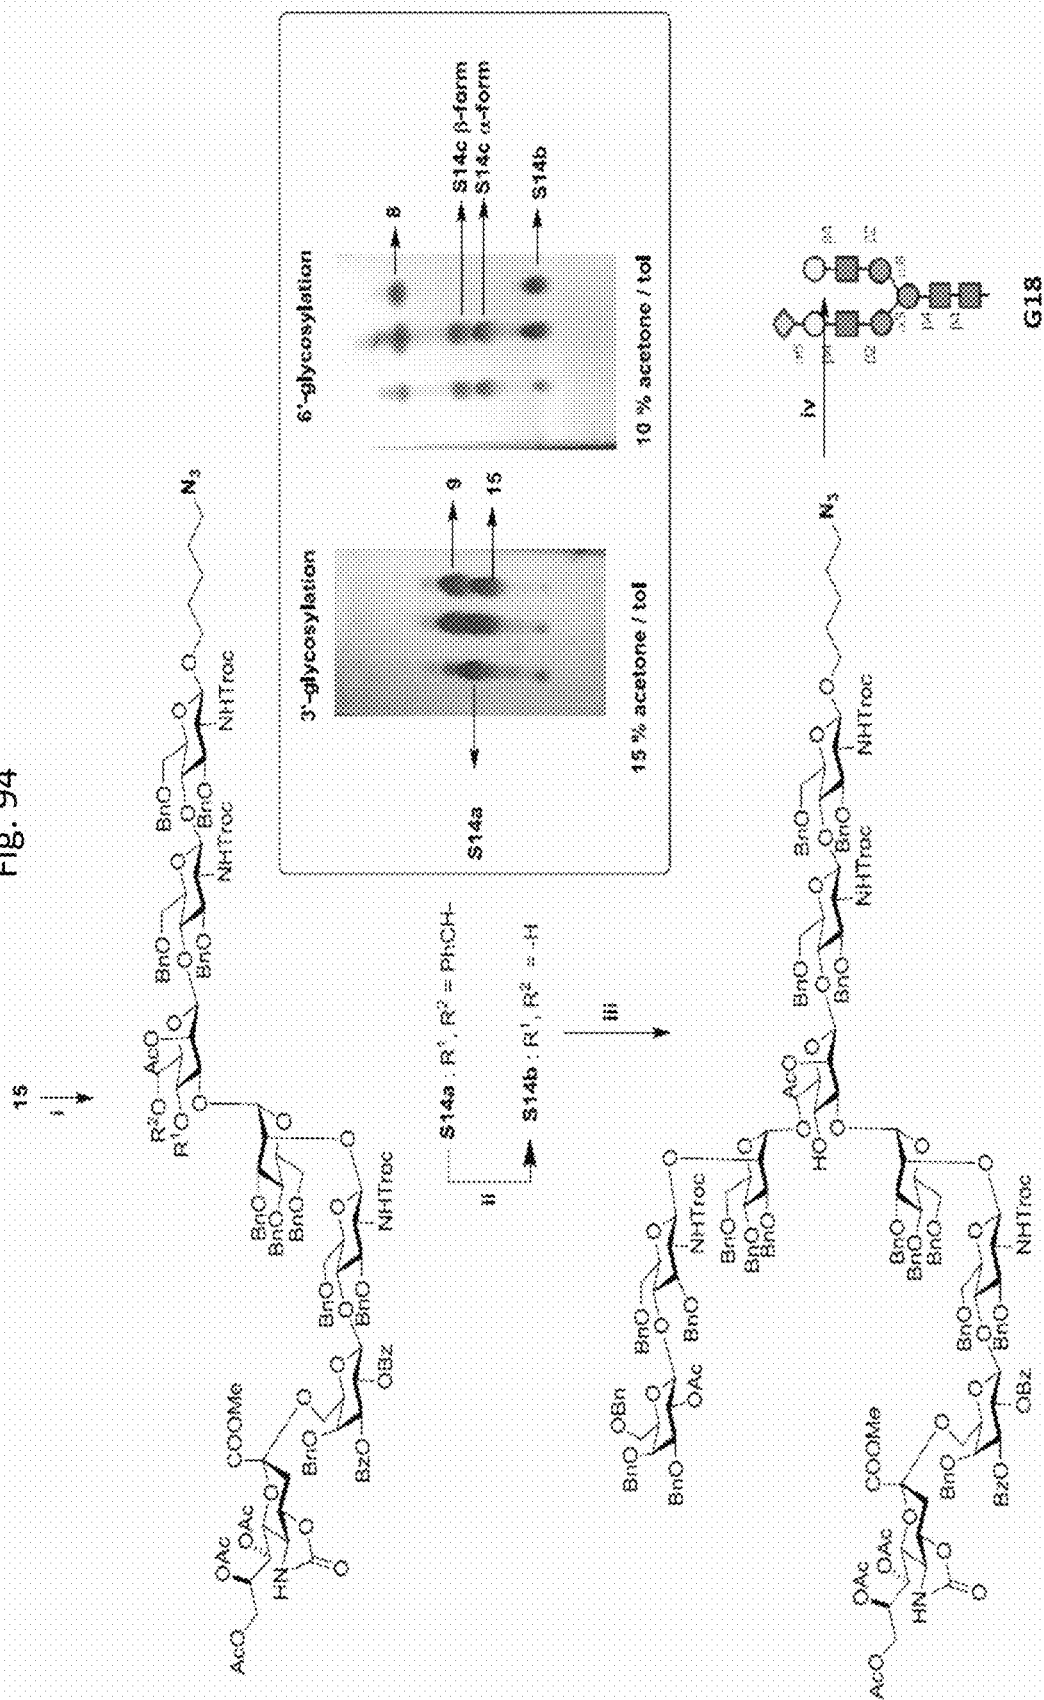 Fig. 94
15
i
R²O
R¹O
AcO
O
O
BnO
BnO
NHTroc
BnO
BnO
NHTroc
O
N₃
BnO
BnO
BnO
O
O
BnO
BnO
NHTroc
COOMe
BnO
BzO
OBz
OAc
OAc
AcO
HN
O
O
S14a : R¹, R² = PhCH-
ii
S14b : R¹, R² = -H
iii
3'-glycosylation
9
15
S14a
15 % acetone / tol
6'-glycosylation
8
S14c β-form
S14c α-form
S14b
10 % acetone / tol
OBn
BnO
BnO
OAc
BnO
BnO
NHTroc
BnO
BnO
BnO
AcO
HO
BnO
BnO
NHTroc
BnO
BnO
NHTroc
O
N₃
BnO
BnO
BnO
BnO
BnO
NHTroc
COOMe
BnO
BzO
OBz
OAc
OAc
AcO
HN
O
O
iv
G18